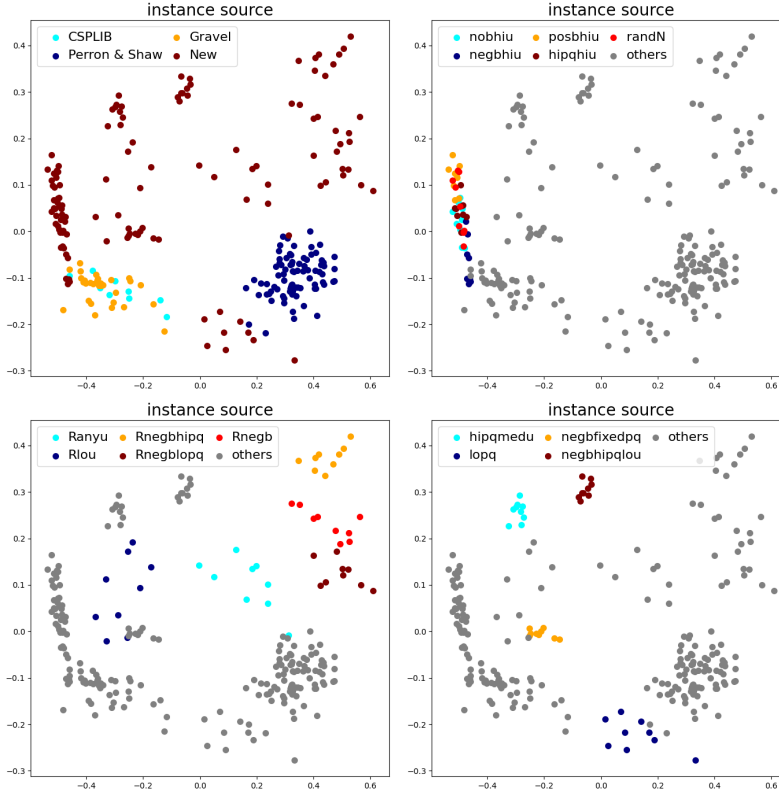 instance source
CSPLIB Gravel
Perron & Shaw New
0.4
0.3
0.2
0.1
0.0
−0.1
−0.2
−0.3
−0.4 −0.2 0.0 0.2 0.4 0.6
instance source
nobhiu posbhiu randN
negbhiu hipqhiu others
0.4
0.3
0.2
0.1
0.0
−0.1
−0.2
−0.3
−0.4 −0.2 0.0 0.2 0.4 0.6
instance source
Ranyu Rnegbhipq Rnegb
Rlou Rnegblopq others
0.4
0.3
0.2
0.1
0.0
−0.1
−0.2
−0.3
−0.4 −0.2 0.0 0.2 0.4 0.6
instance source
hipqmedu negbfixedpq others
lopq negbhipqlou
0.4
0.3
0.2
0.1
0.0
−0.1
−0.2
−0.3
−0.4 −0.2 0.0 0.2 0.4 0.6